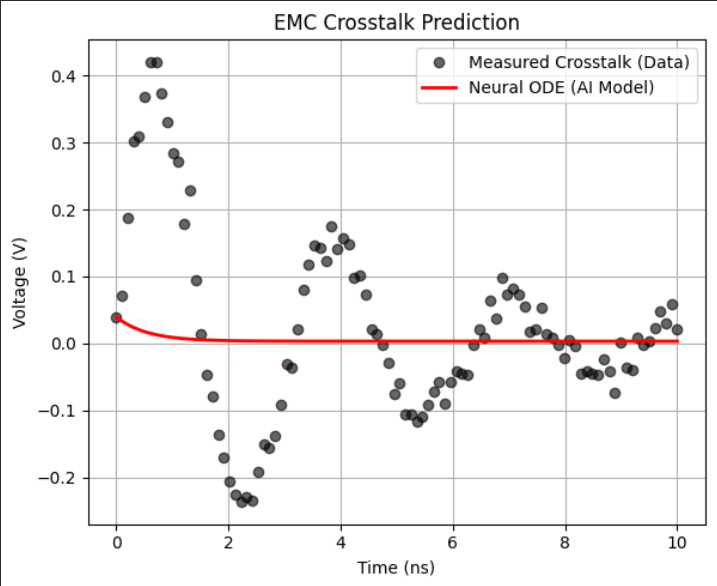 EMC Crosstalk Prediction
Measured Crosstalk (Data)
Neural ODE (AI Model)
0.4
0.3
0.2
0.1
0.0
−0.1
−0.2
Voltage (V)
0 2 4 6 8 10
Time (ns)